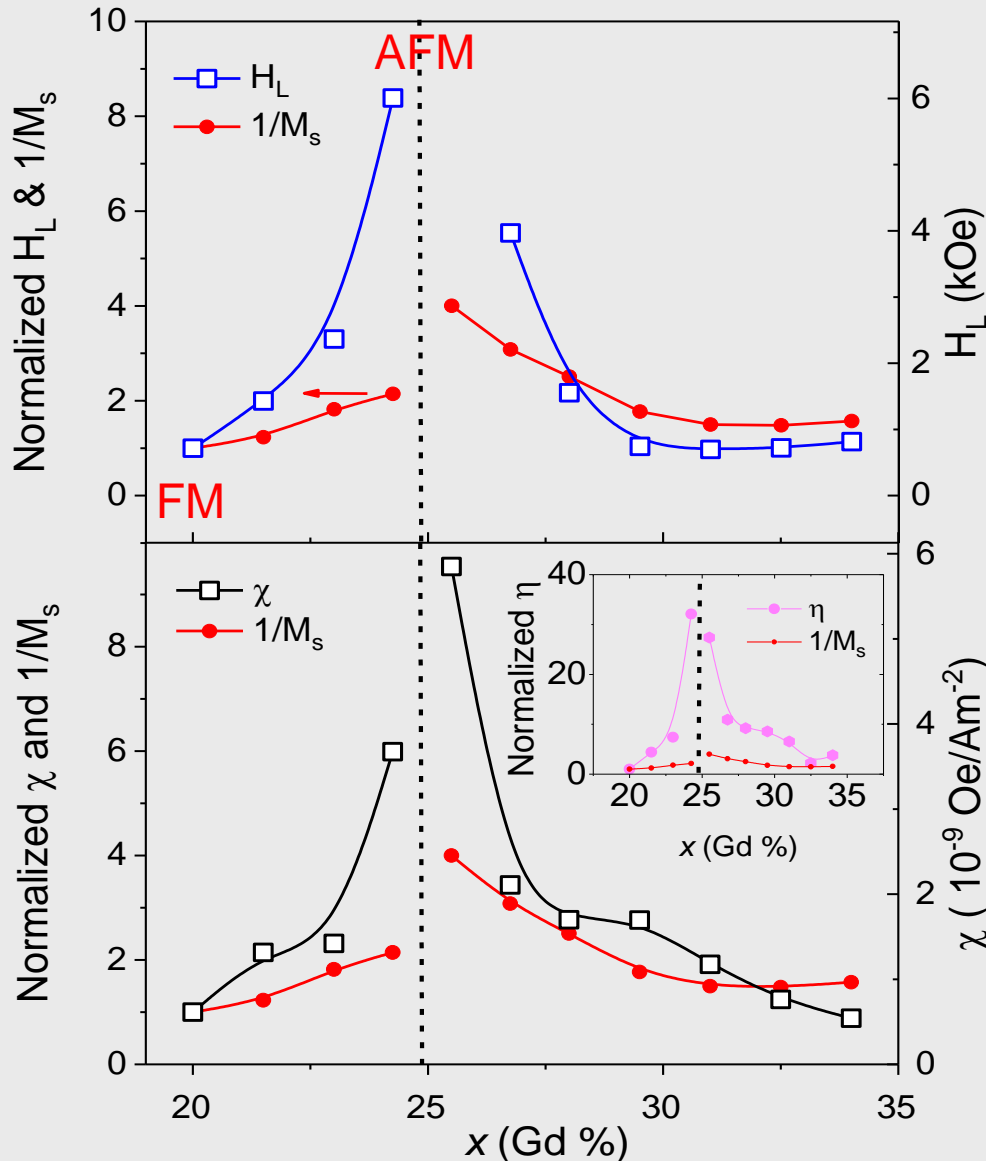 AFM
H_L
1/M_s
FM
10
8
6
4
2
0
Normalized H_L & 1/M_s
6
4
2
0
H_L (kOe)
χ
1/M_s
8
6
4
2
0
Normalized χ and 1/M_s
6
4
2
0
χ ( 10^-9 Oe/Am^-2)
40
20
0
Normalized η
η
1/M_s
20 25 30 35
x (Gd %)
20 25 30 35
x (Gd %)